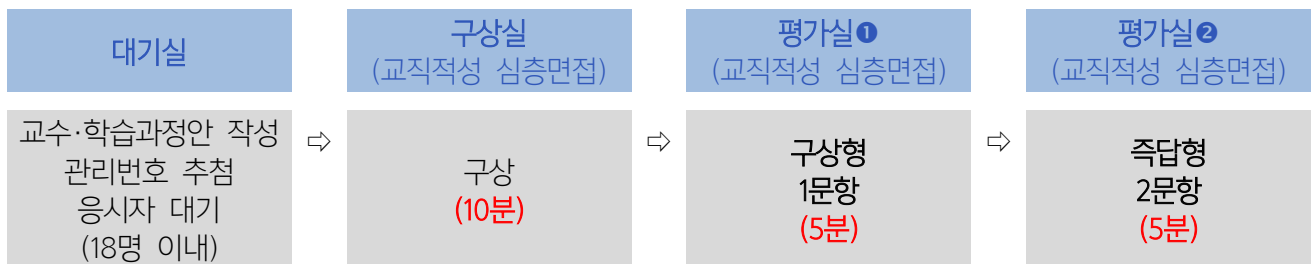 대기실
구상실
(교직적성 심층면접)
평가실❶
(교직적성 심층면접)
평가실❷
(교직적성 심층면접)
교수·학습과정안 작성
관리번호 추첨
응시자 대기
(18명 이내)
⇨
구상
(10분)
⇨
구상형
1문항
(5분)
⇨
즉답형
2문항
(5분)